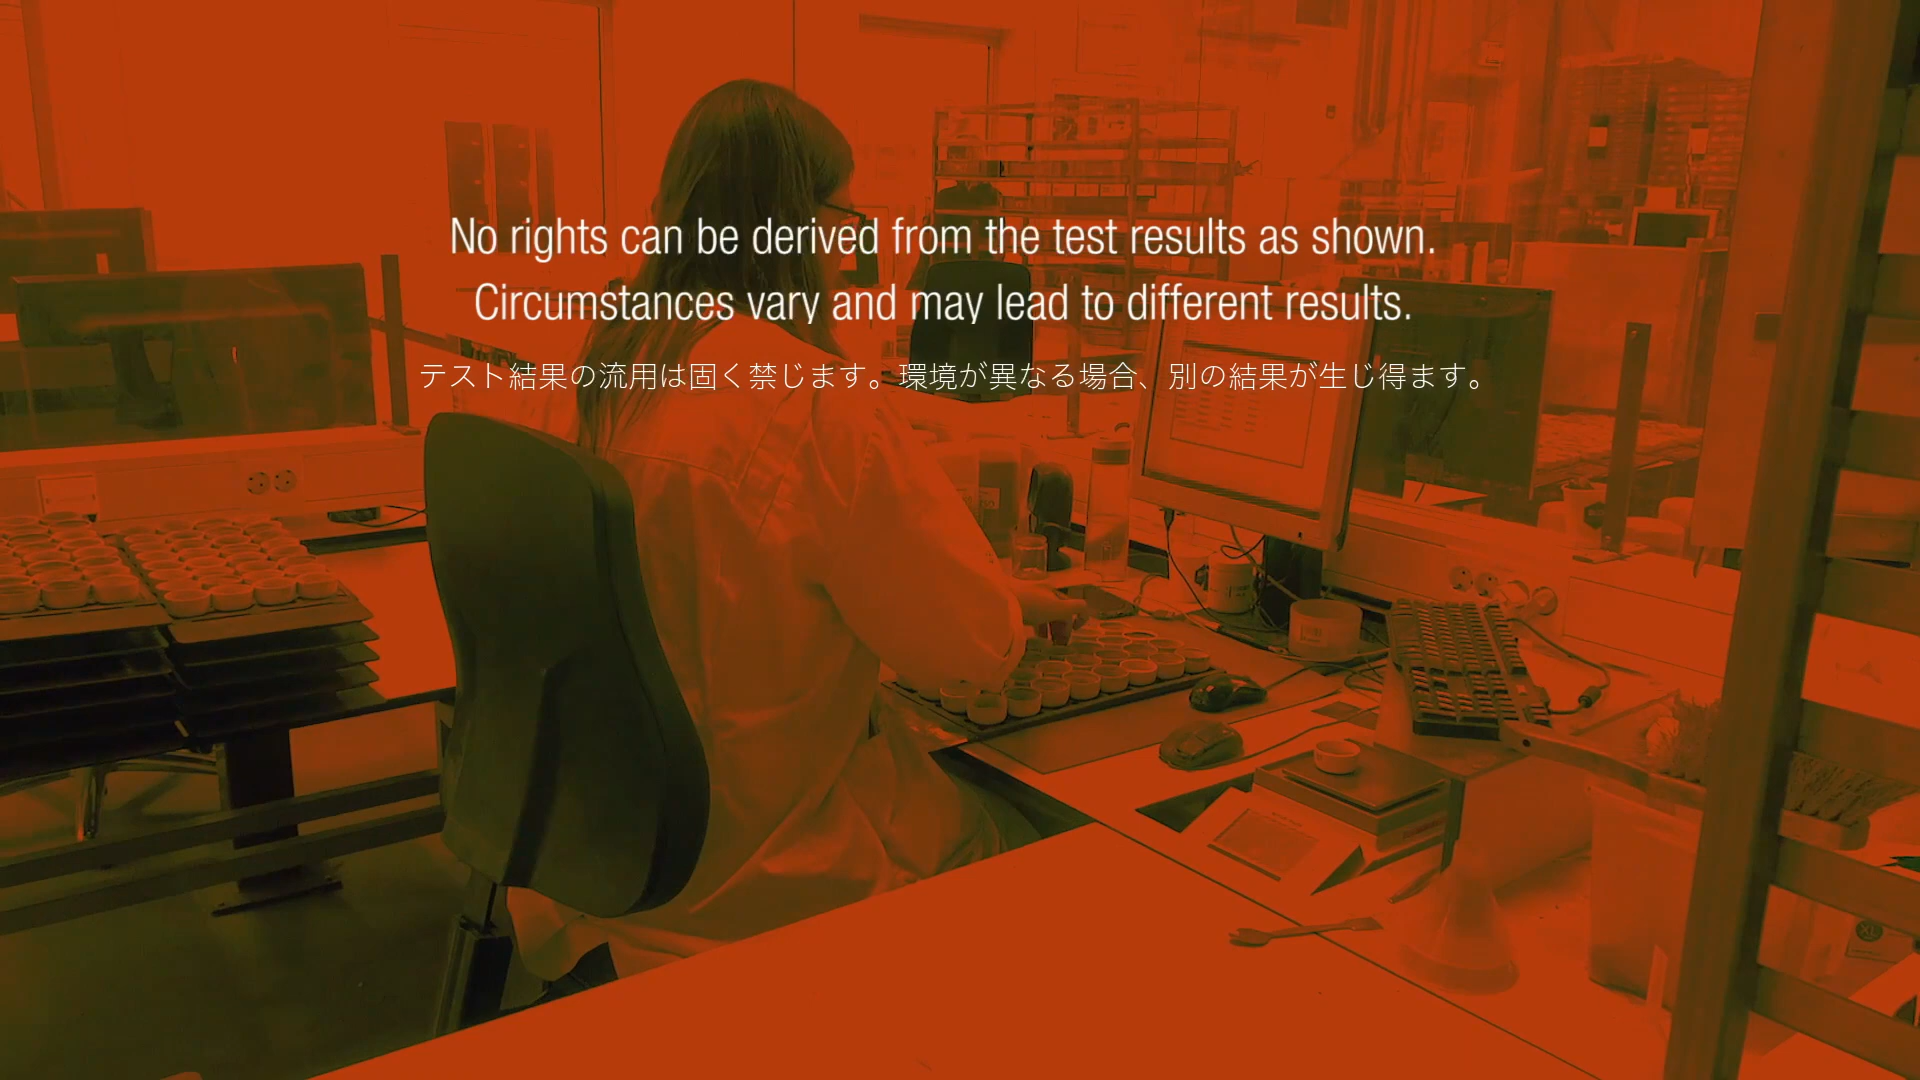 No rights can be derived from the test results as shown.
Circumstances vary and may lead to different results.
テスト結果の流用は固く禁じます。環境が異なる場合、別の結果が生じ得ます。
XL